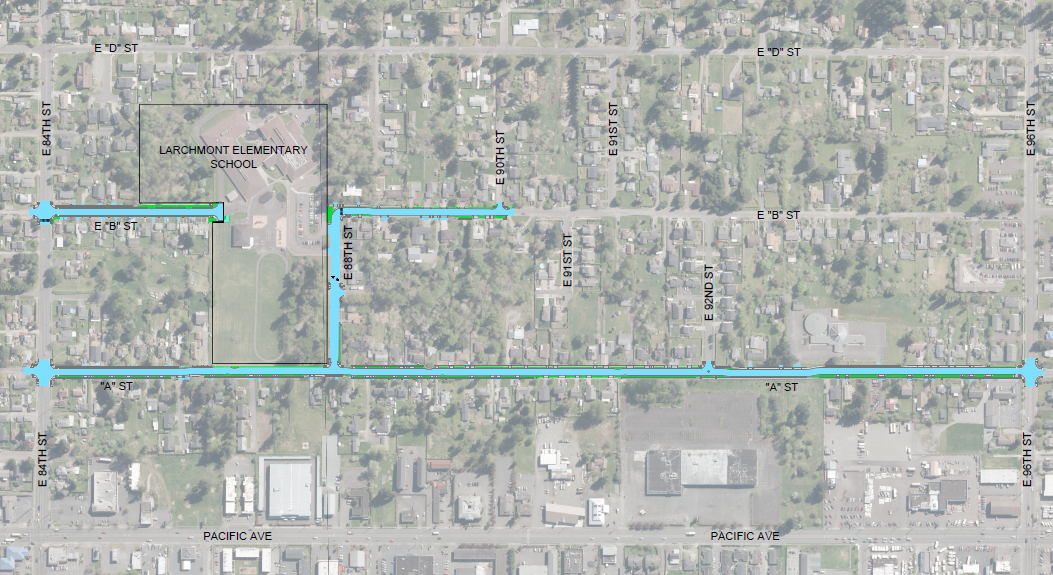 E "D" ST
E "D" ST
E 84TH ST
E 90TH ST
E 91ST ST
E 96TH ST
LARCHMONT ELEMENTARY
SCHOOL
E "B" ST
E "B" ST
E 88TH ST
E 91ST ST
E 92ND ST
"A" ST
"A" ST
E 84TH ST
E 96TH ST
PACIFIC AVE
PACIFIC AVE